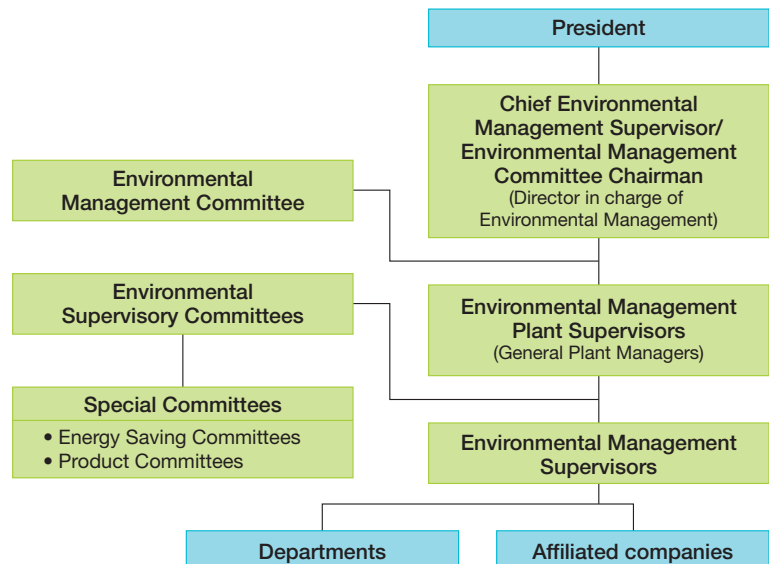 President
Chief Environmental
Management Supervisor/
Environmental Management
Committee Chairman
(Director in charge of
Environmental Management)
Environmental
Management Committee
Environmental
Supervisory Committees
Environmental Management
Plant Supervisors
(General Plant Managers)
Special Committees
• Energy Saving Committees
• Product Committees
Environmental Management
Supervisors
Departments
Affiliated companies